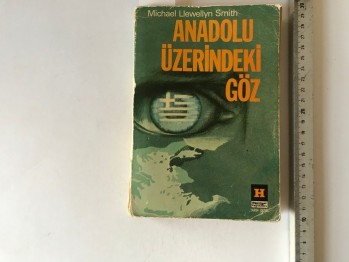 Michael Llewellyn Smith
ANADOLU
ÜZERİNDEKİ
GÖZ
H